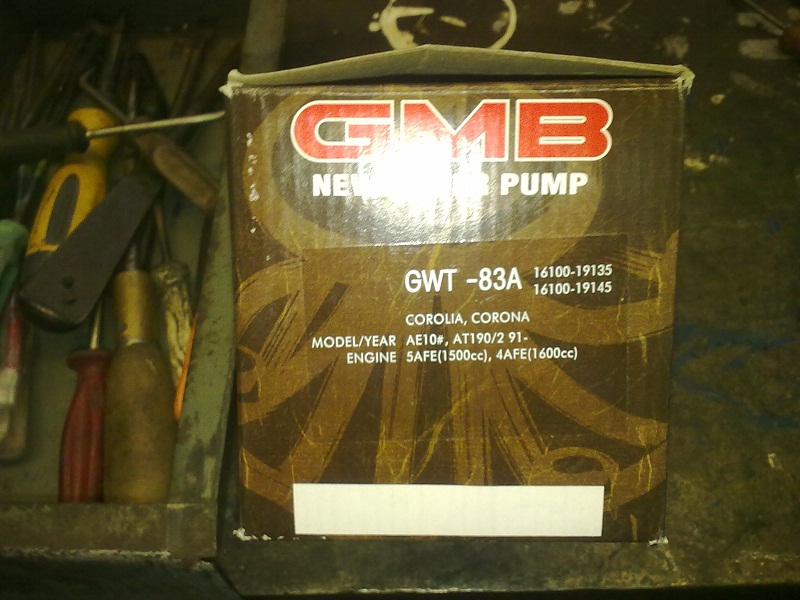 GMB
PUMP
GWT -83A 16100-19135
16100-19145
COROLIA, CORONA
MODEL/YEAR AE10#, AT190/2 91-
ENGINE 5AFE(1500cc), 4AFE(1600cc)